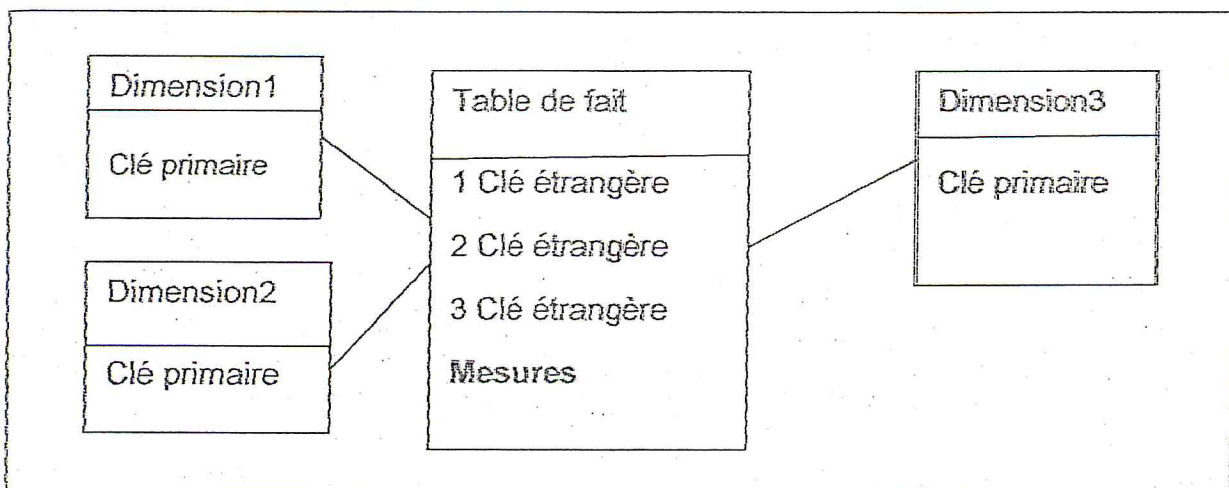 Dimension1
Clé primaire
Dimension2
Clé primaire
Table de fait
1 Clé étrangère
2 Clé étrangère
3 Clé étrangère
Mesures
Dimension3
Clé primaire